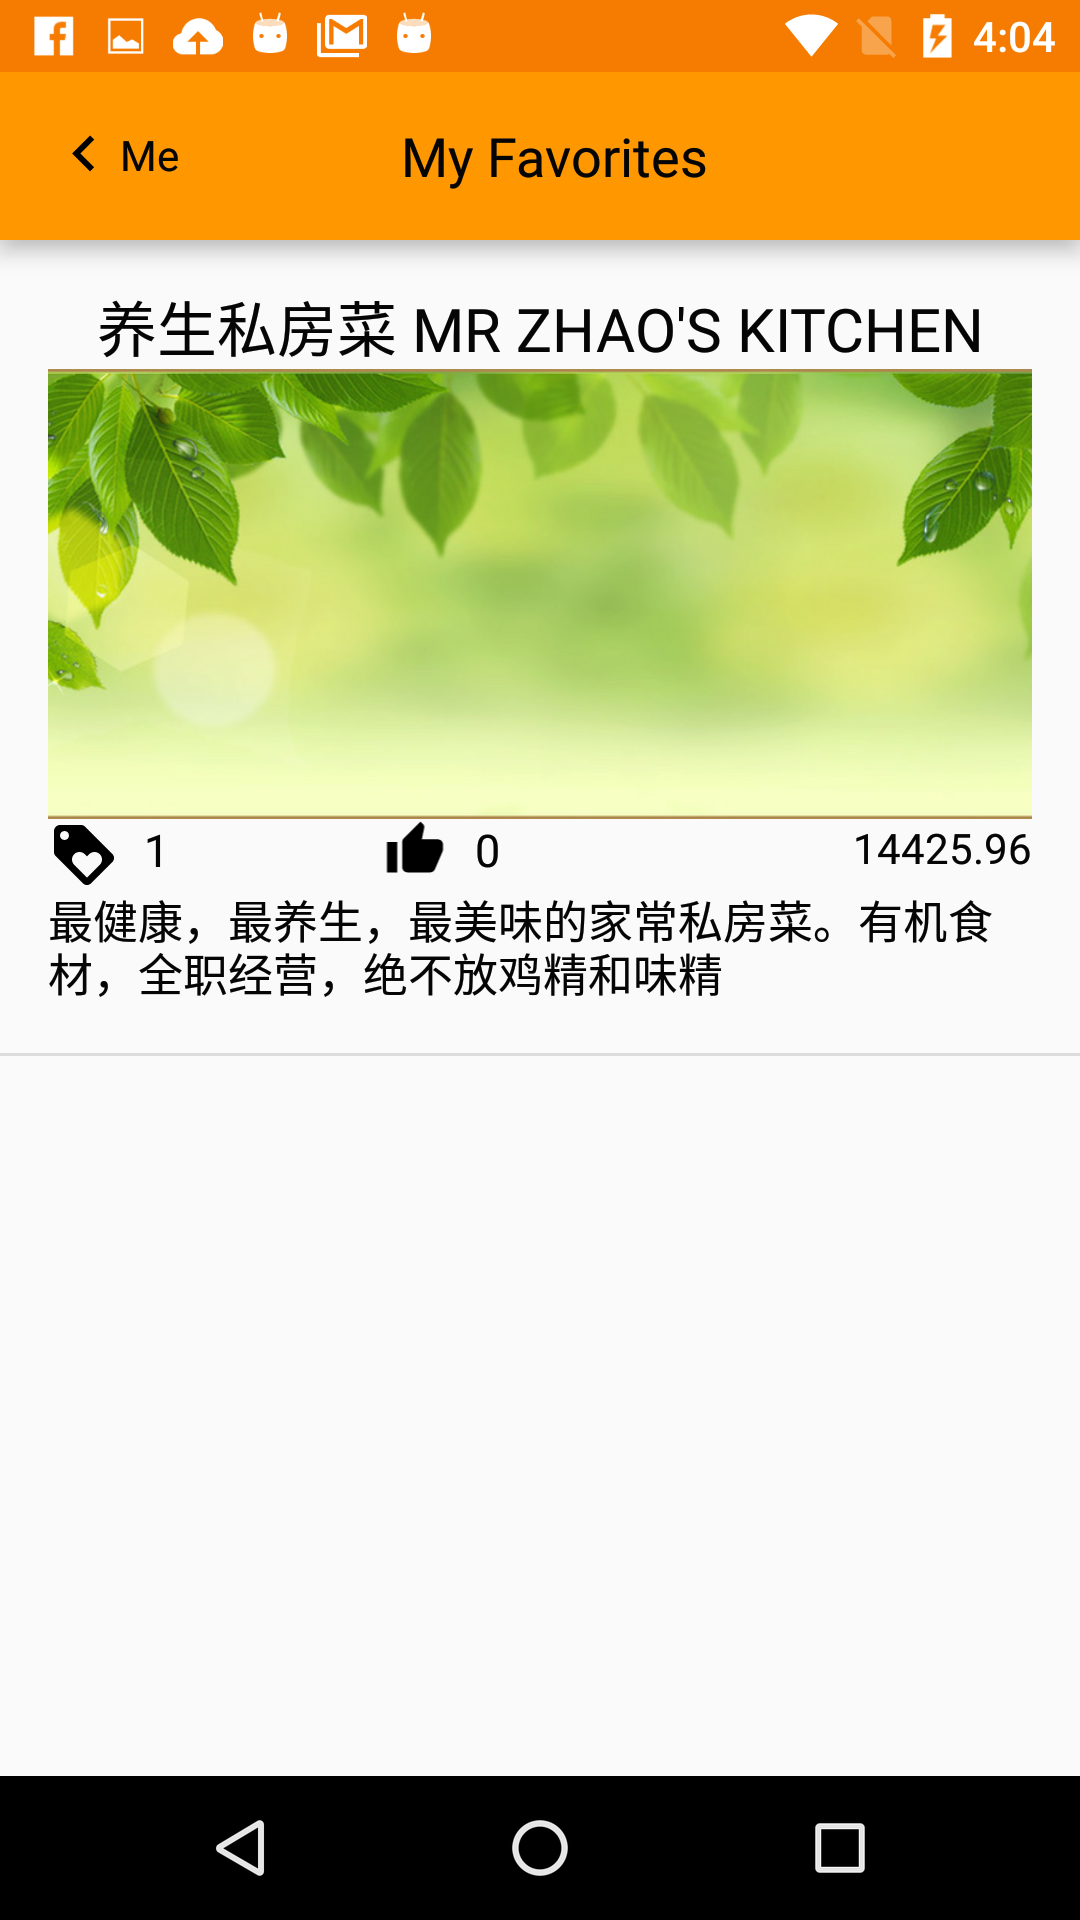 4:04
Me
My Favorites
养生私房菜 MR ZHAO'S KITCHEN
1
0
14425.96
最健康，最养生，最美味的家常私房菜。有机食
材，全职经营，绝不放鸡精和味精